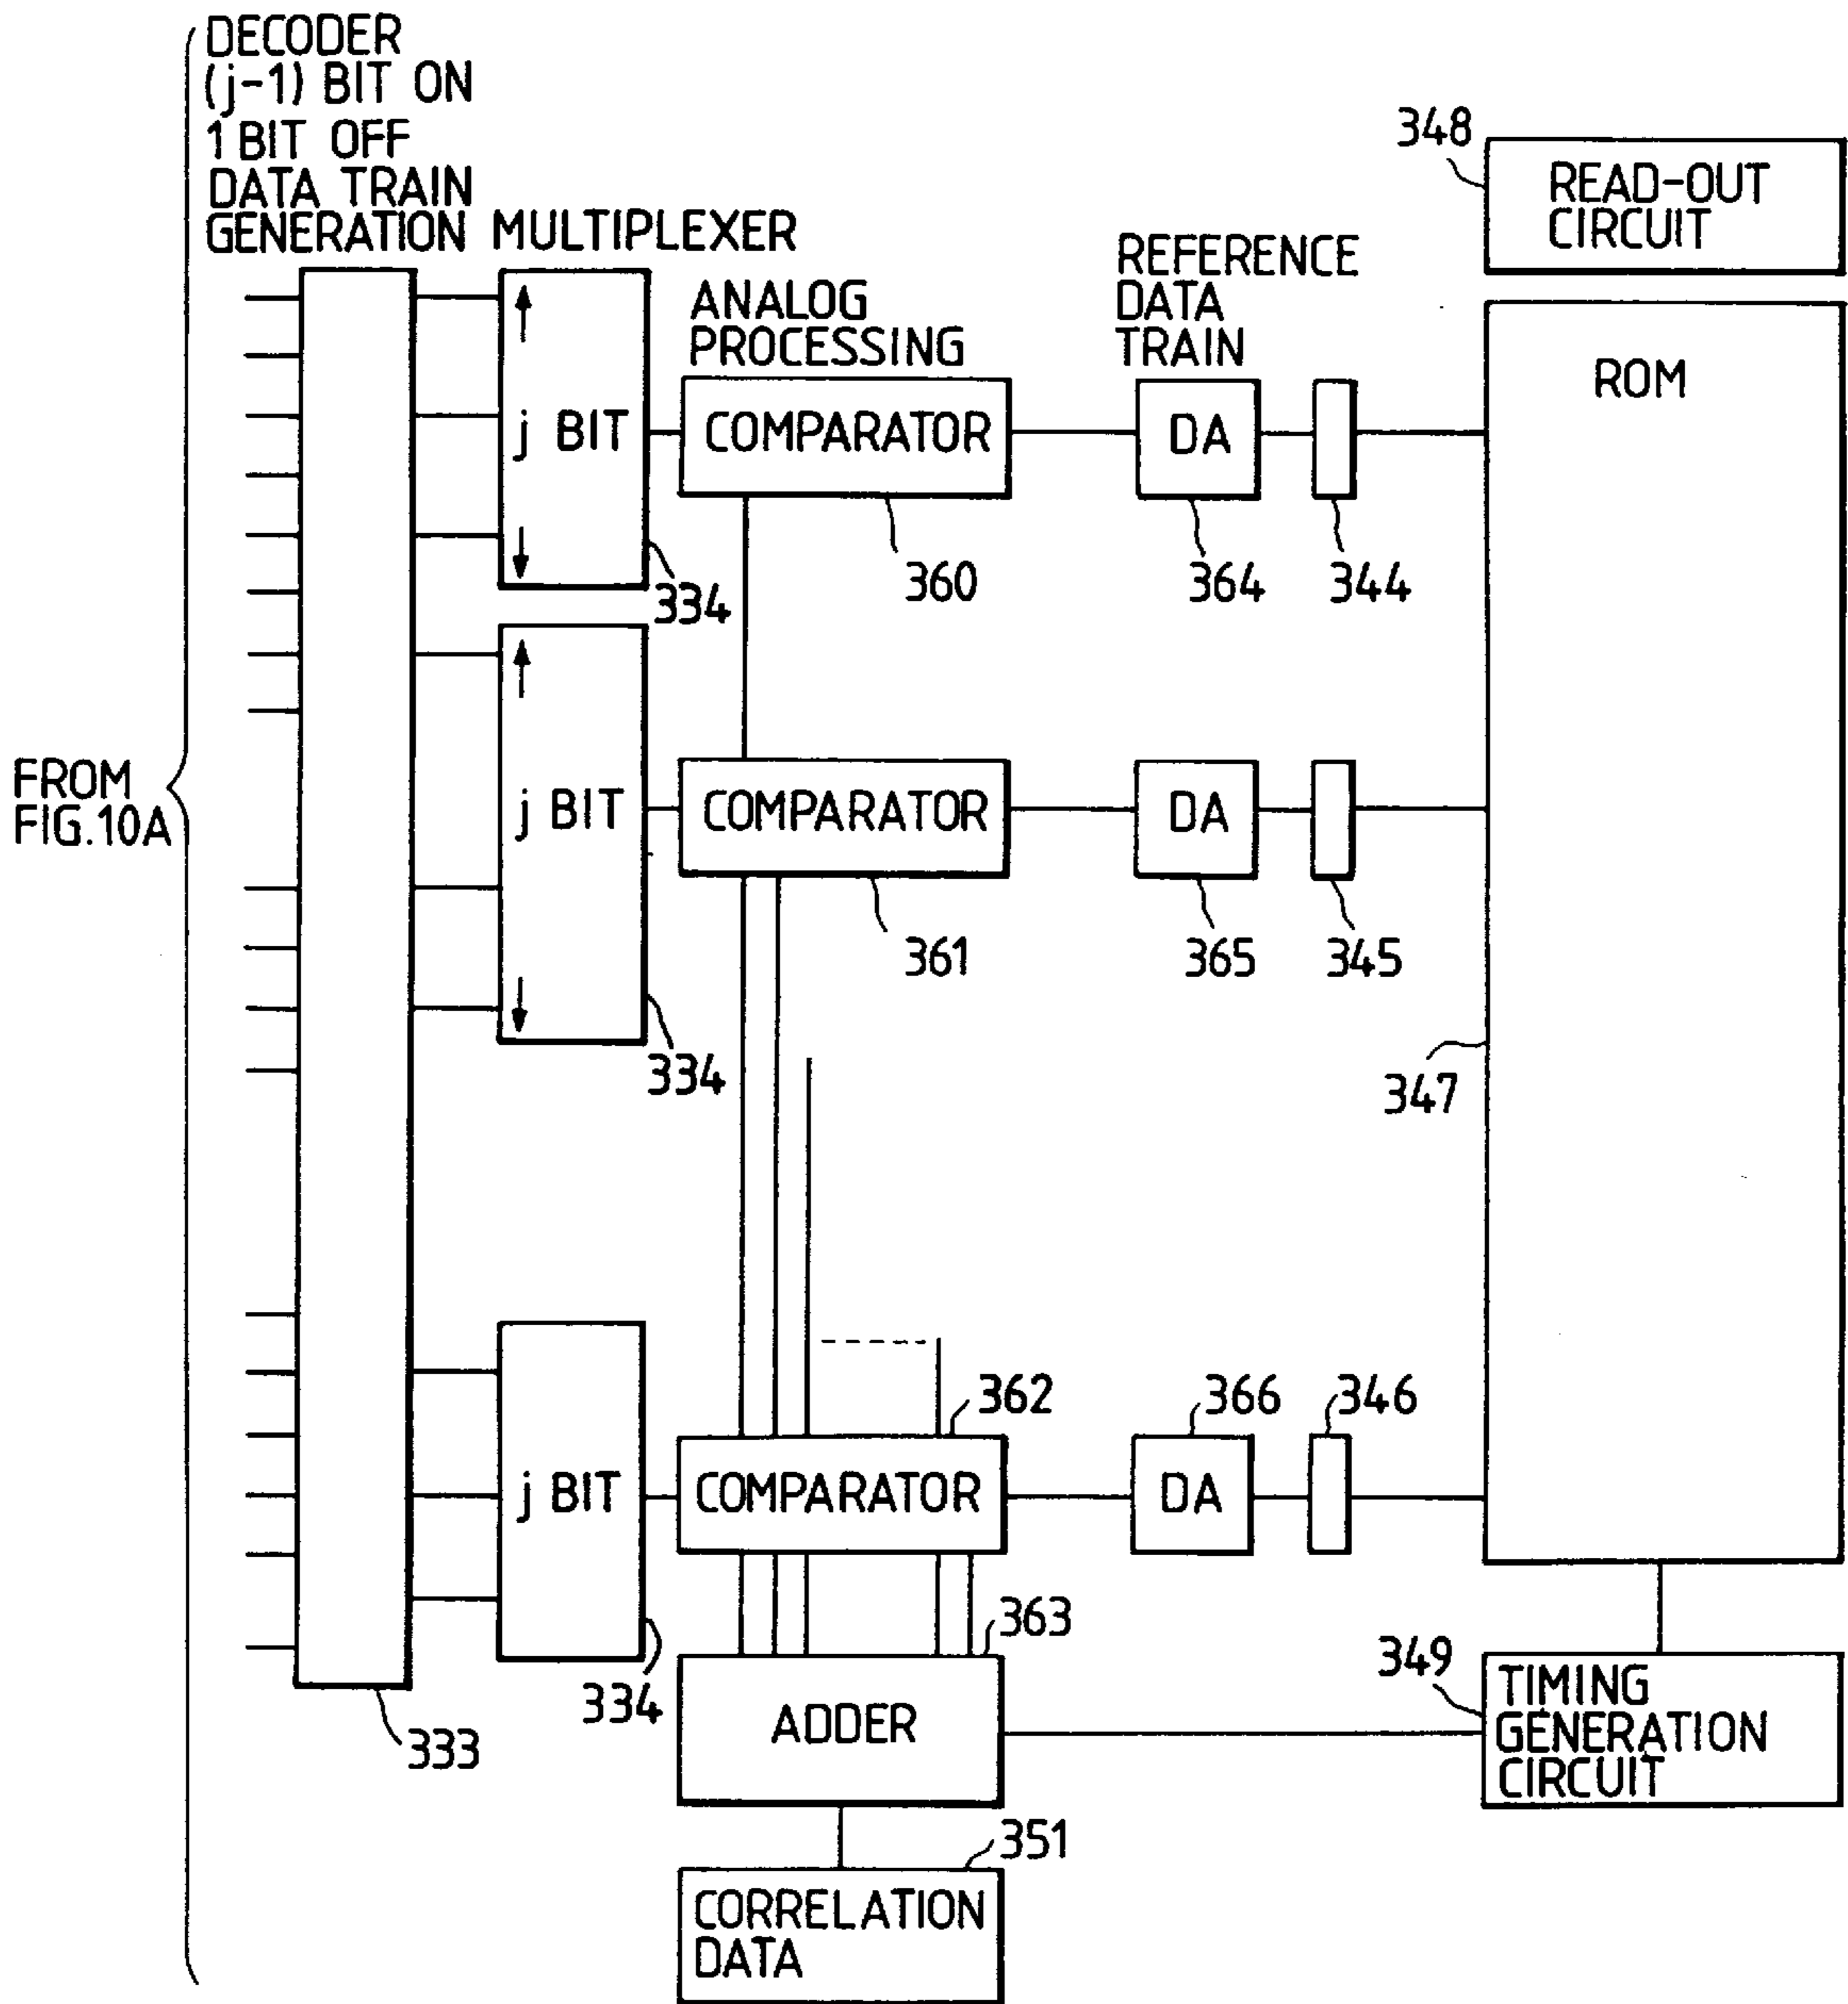 DECODER
(j-1) BIT ON
1 BIT OFF
DATA TRAIN
GENERATION
MULTIPLEXER
ANALOG
PROCESSING
REFERENCE
DATA
TRAIN
348
READ-OUT
CIRCUIT
ROM
j BIT
COMPARATOR
DA
334
360
364
344
FROM
FIG.10A
j BIT
COMPARATOR
DA
361
365
345
334
347
362
366
346
j BIT
COMPARATOR
DA
363
334
333
ADDER
349
TIMING
GENERATION
CIRCUIT
351
CORRELATION
DATA